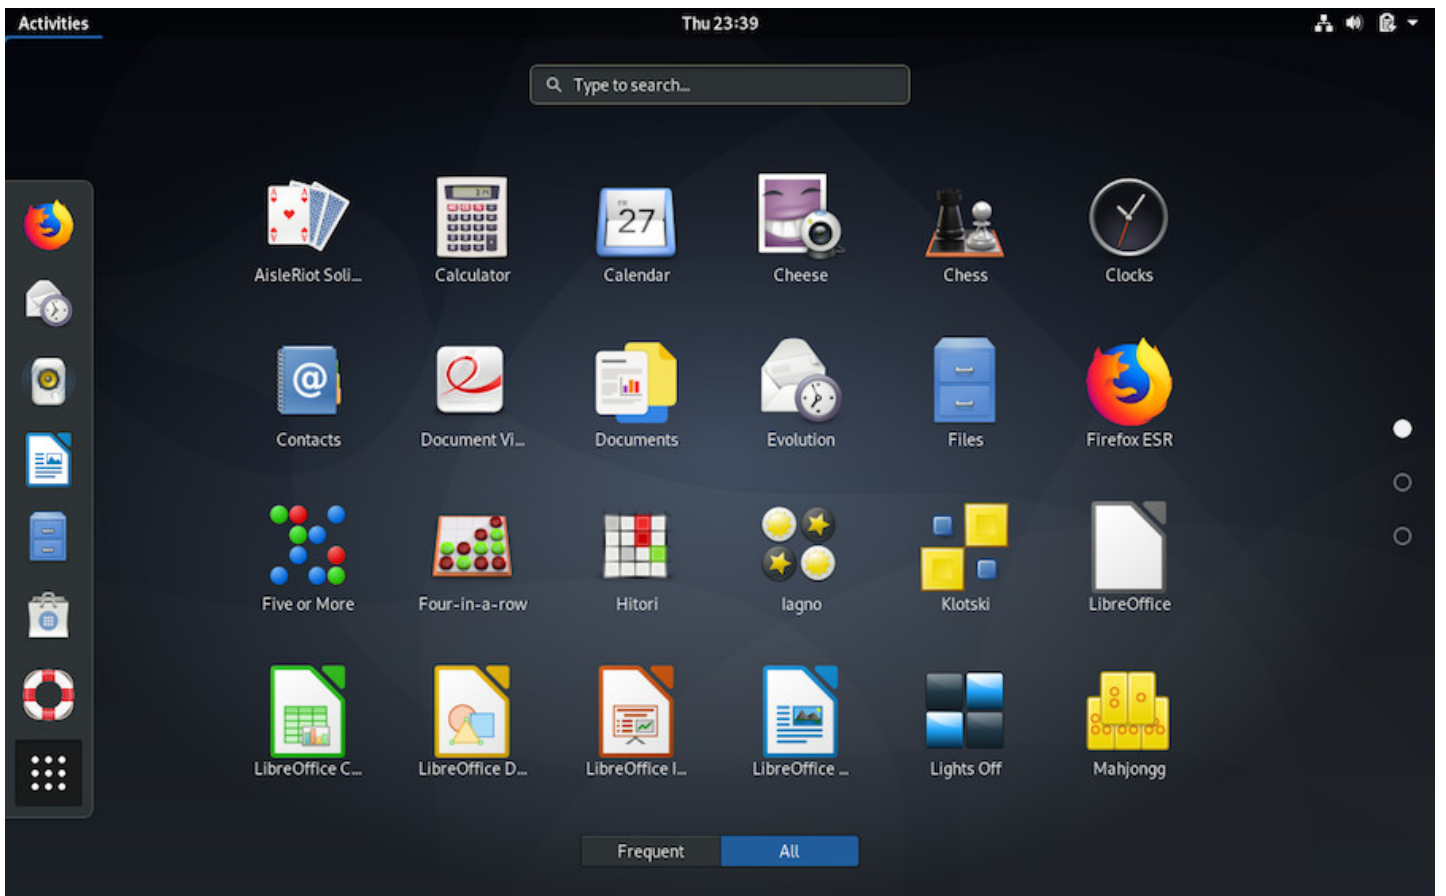 Activities
Thu 23:39
Type to search...
AisleRiot Soli...
Calculator
FRI
27
Calendar
Cheese
Chess
Clocks
@
Contacts
Document Vi...
Documents
Evolution
Files
Firefox ESR
Five or More
Four-in-a-row
Hitori
Iagno
Klotski
LibreOffice
LibreOffice C...
LibreOffice D...
LibreOffice I...
LibreOffice ...
Lights Off
Mahjongg
Frequent
All